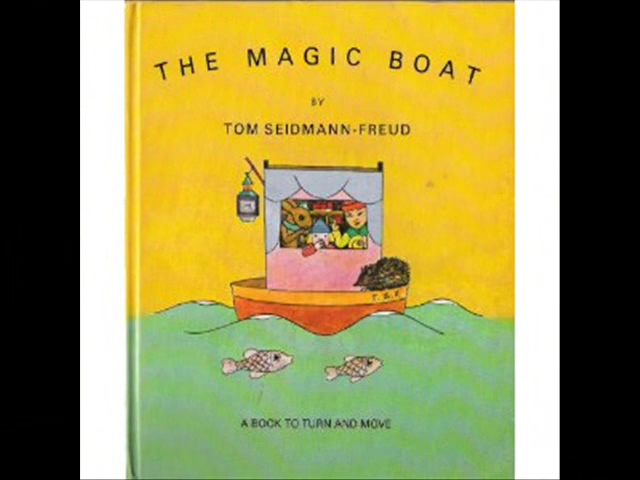 THE MAGIC BOAT
BY
TOM SEIDMANN-FREUD
T. S. F.
A BOOK TO TURN AND MOVE